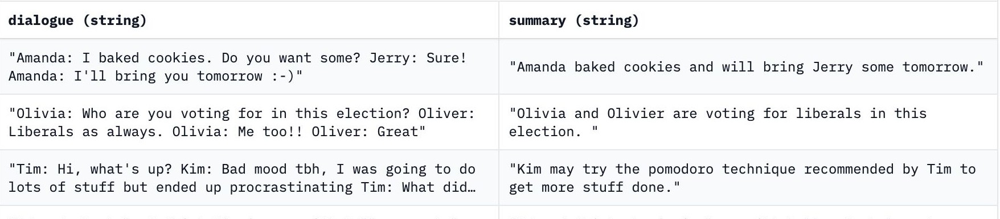 dialogue (string)
summary (string)
"Amanda: I baked cookies. Do you want some? Jerry: Sure!
Amanda: I'll bring you tomorrow :-)"
"Amanda baked cookies and will bring Jerry some tomorrow."
"Olivia: Who are you voting for in this election? Oliver:
Liberals as always. Olivia: Me too!! Oliver: Great"
"Olivia and Olivier are voting for liberals in this
election. "
"Tim: Hi, what's up? Kim: Bad mood tbh, I was going to do
lots of stuff but ended up procrastinating Tim: What did…
"Kim may try the pomodoro technique recommended by Tim to
get more stuff done."